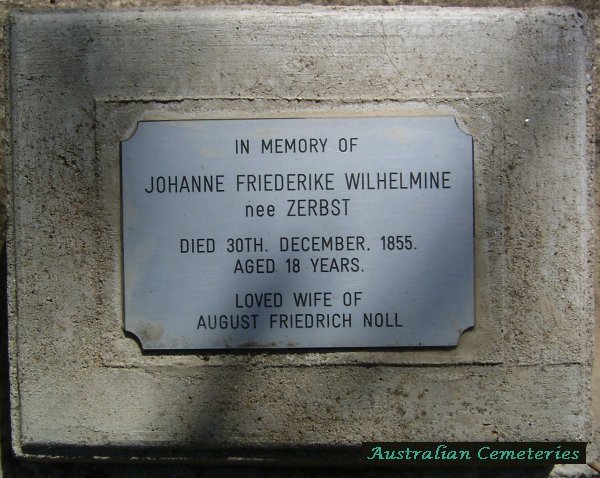 IN MEMORY OF
JOHANNE FRIEDERIKE WILHELMINE
nee ZERBST
DIED 30TH. DECEMBER, 1855.
AGED 18 YEARS.
LOVED WIFE OF
AUGUST FRIEDRICH NOLL
Australian Cemeteries